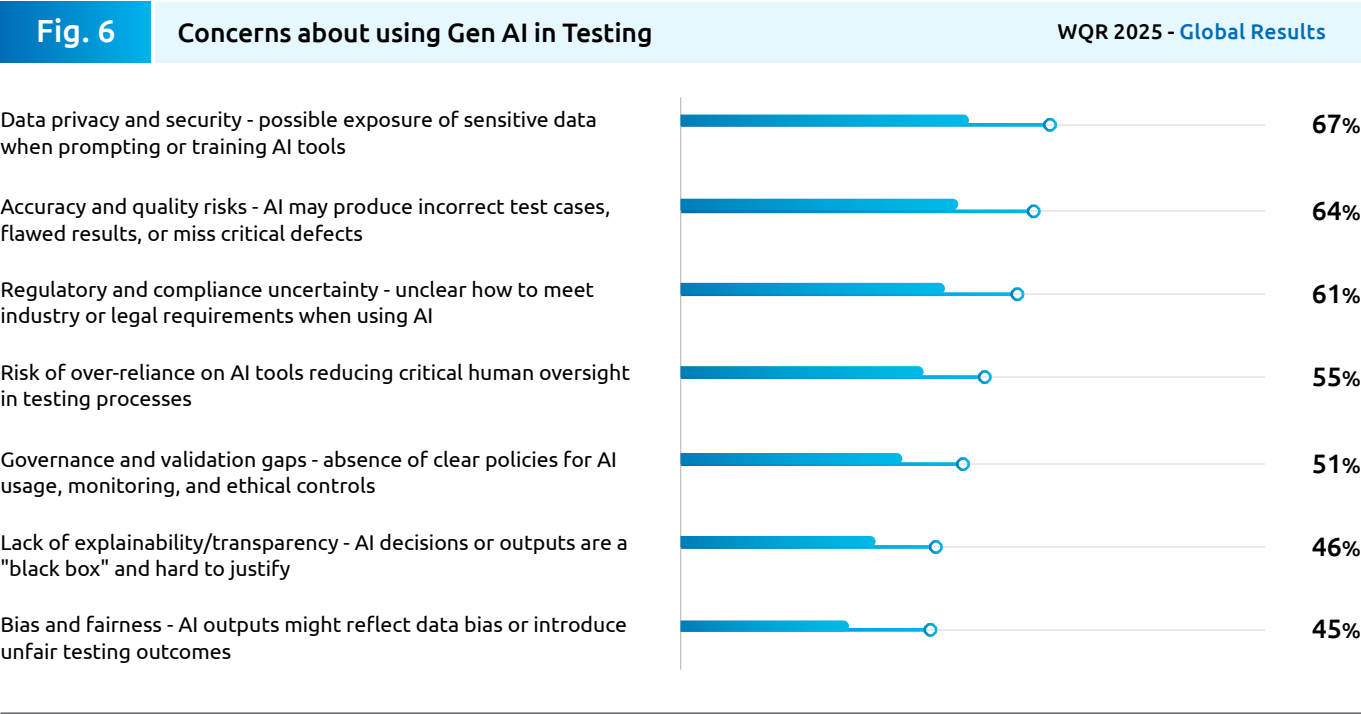 Fig. 6
Concerns about using Gen AI in Testing
WQR 2025 - Global Results
Data privacy and security - possible exposure of sensitive data
when prompting or training AI tools
67%
Accuracy and quality risks - AI may produce incorrect test cases,
flawed results, or miss critical defects
64%
Regulatory and compliance uncertainty - unclear how to meet
industry or legal requirements when using AI
61%
Risk of over-reliance on AI tools reducing critical human oversight
in testing processes
55%
Governance and validation gaps - absence of clear policies for AI
usage, monitoring, and ethical controls
51%
Lack of explainability/transparency - AI decisions or outputs are a
"black box" and hard to justify
46%
Bias and fairness - AI outputs might reflect data bias or introduce
unfair testing outcomes
45%